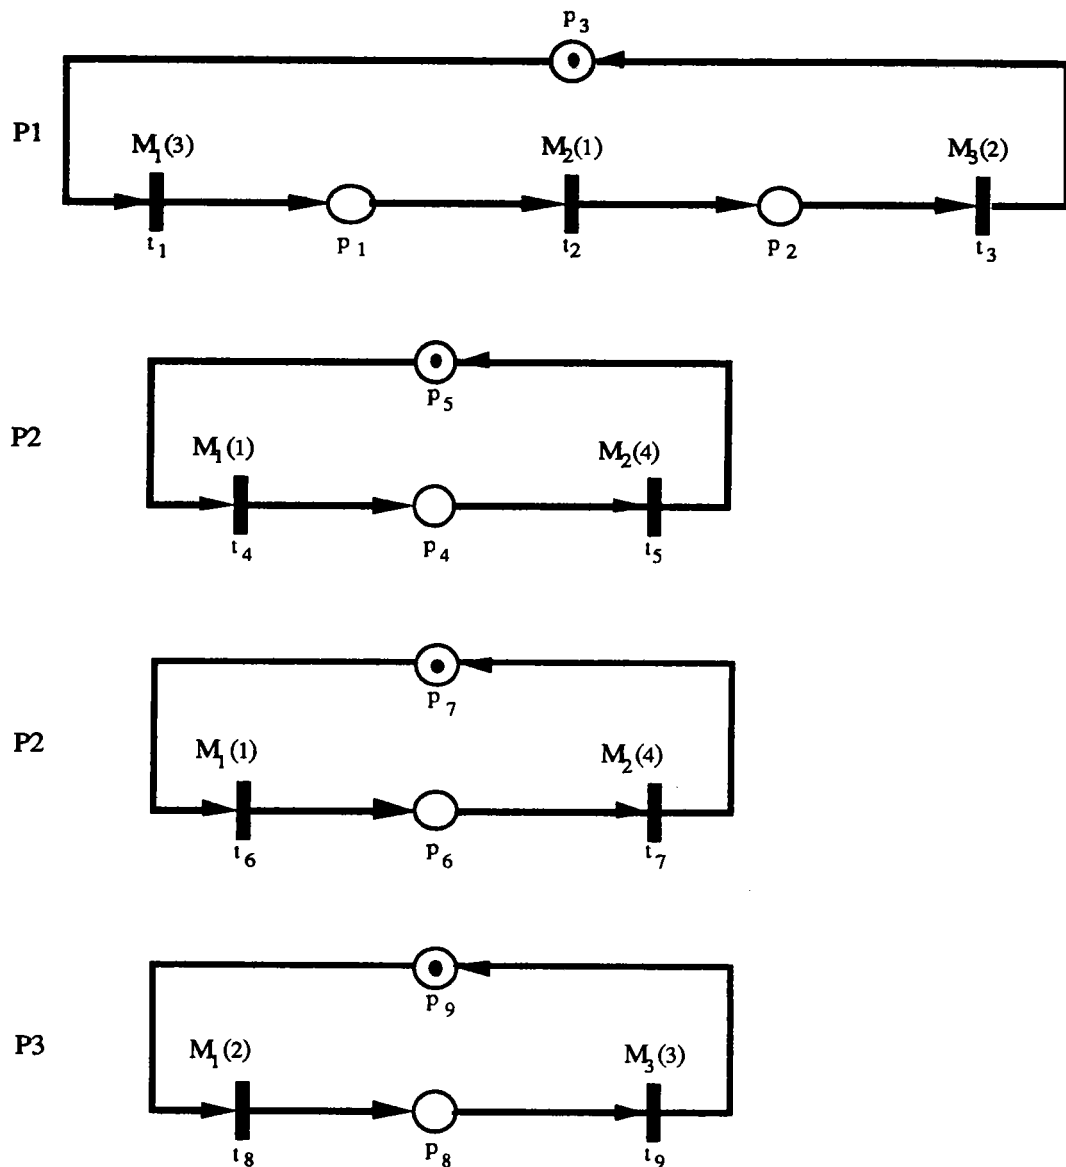 p3
P1
M1(3) M2(1) M3(2)
t1 p1 t2 p2 t3
p5
P2
M1(1) M2(4)
t4 p4 t5
p7
P2
M1(1) M2(4)
t6 p6 t7
p9
P3
M1(2) M3(3)
t8 p8 t9